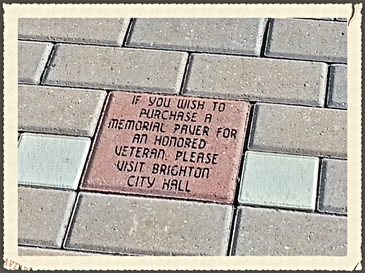 IF YOU WISH TO
PURCHASE A
MEMORIAL PAVER FOR
AN HONORED
VETERAN, PLEASE
VISIT BRIGHTON
CITY HALL